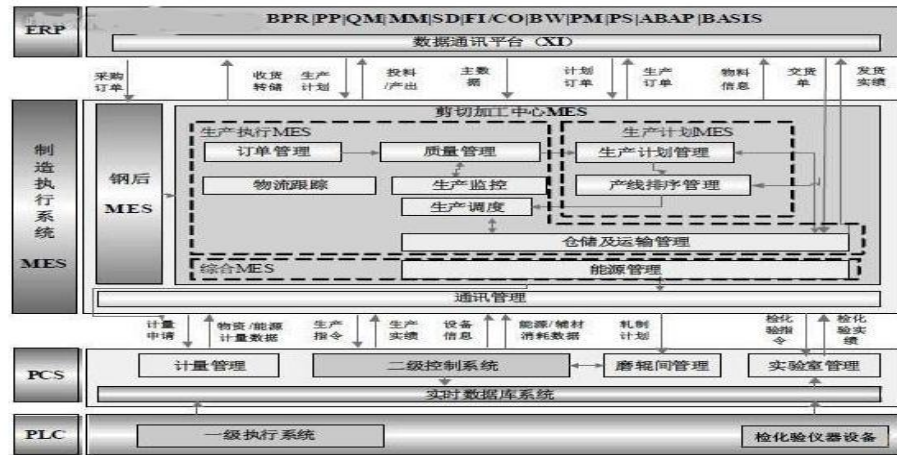 ERP
BPR|PP|QM|MM|SD|FI/CO|BW|PM|PS|ABAP|BASIS
数据通讯平台（XI）
采购
订单
收货
转储
生产
计划
投料
/产出
主数
据
计划
订单
生产
订单
物料
信息
交货
单
发货
实绩
制
造
执
行
系
统
MES
钢后
MES
剪切加工中心MES
生产执行MES
订单管理
质量管理
物流跟踪
生产监控
生产调度
生产计划MES
生产计划管理
产线排序管理
仓储及运输管理
综合MES
能源管理
通讯管理
计量
申请
物资/能源
计量数据
生产
指令
生产
实绩
设备
信息
能源/辅材
消耗数据
轧制
计划
检化
验指
令
检化
验实
绩
PCS
计量管理
二级控制系统
磨辊间管理
实验室管理
实时数据库系统
PLC
一级执行系统
检化验仪器设备